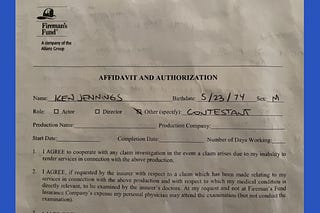 Fireman's
Fund®
A company of the
Allianz Group
AFFIDAVIT AND AUTHORIZATION
Name: KEN JENNINGS Birthdate: 5/23/74 Sex: M
Role: Actor Director Other (specify): CONTESTANT
Production Name: Production Company:
Start Date: Completion Date: Number of Days Working:
1. I AGREE to cooperate with any claim investigation in the event a claim arises due to my inability to
render services in connection with the above production.
2. I AGREE, if requested by the insurer with respect to a claim which has been made relating to my
services in connection with the above production and with respect to which my medical condition is
directly relevant, to be examined by the insurer's doctors. At my request and not at Fireman's Fund
Insurance Company's expense my personal physician may attend the examination (but not conduct the
examination).